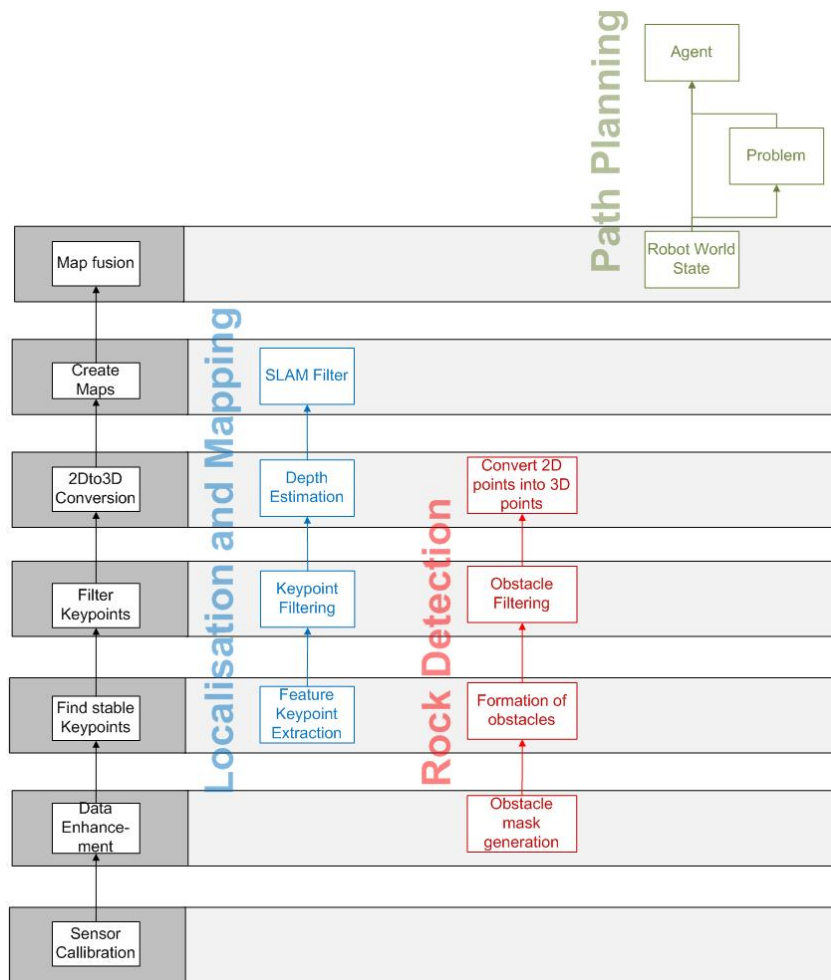 Path Planning
Agent
Problem
Robot World
State
Map fusion
Localisation and Mapping
Create
Maps
SLAM Filter
2Dto3D
Conversion
Depth
Estimation
Rock Detection
Convert 2D
points into 3D
points
Filter
Keypoints
Keypoint
Filtering
Obstacle
Filtering
Find stable
Keypoints
Feature
Keypoint
Extraction
Formation of
obstacles
Data
Enhance-
ment
Obstacle
mask
generation
Sensor
Callibration